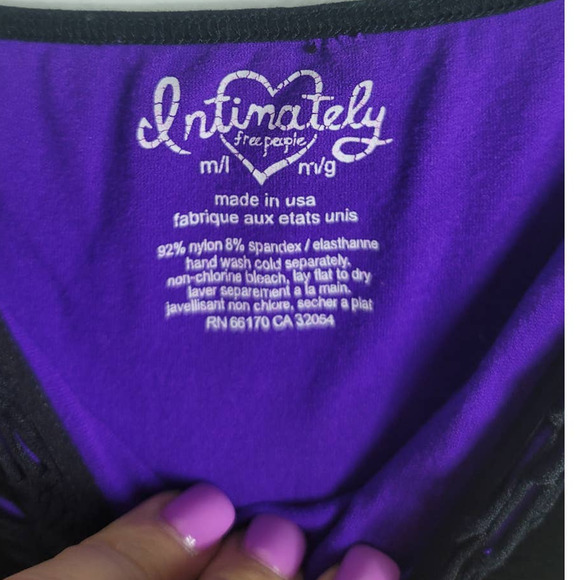 Intimately
free people
m/l m/g
made in usa
fabrique aux etats unis
92% nylon 8% spandex / elasthanne
hand wash cold separately.
non-chlorine bleach, lay flat to dry
laver separement a la main.
javellisant non chlore, secher a plat
RN 66170 CA 32054